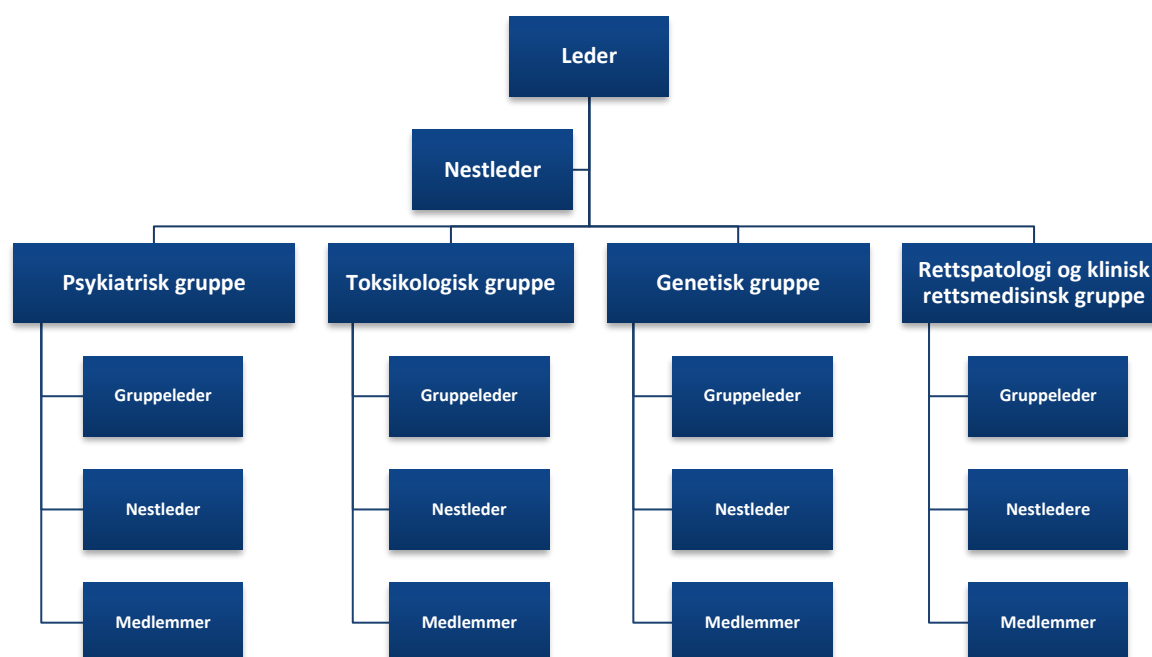 Leder
Nestleder
Psykiatrisk gruppe
Toksikologisk gruppe
Genetisk gruppe
Rettspatologi og klinisk
rettsmedisinsk gruppe
Gruppeleder
Gruppeleder
Gruppeleder
Gruppeleder
Nestleder
Nestleder
Nestleder
Nestledere
Medlemmer
Medlemmer
Medlemmer
Medlemmer